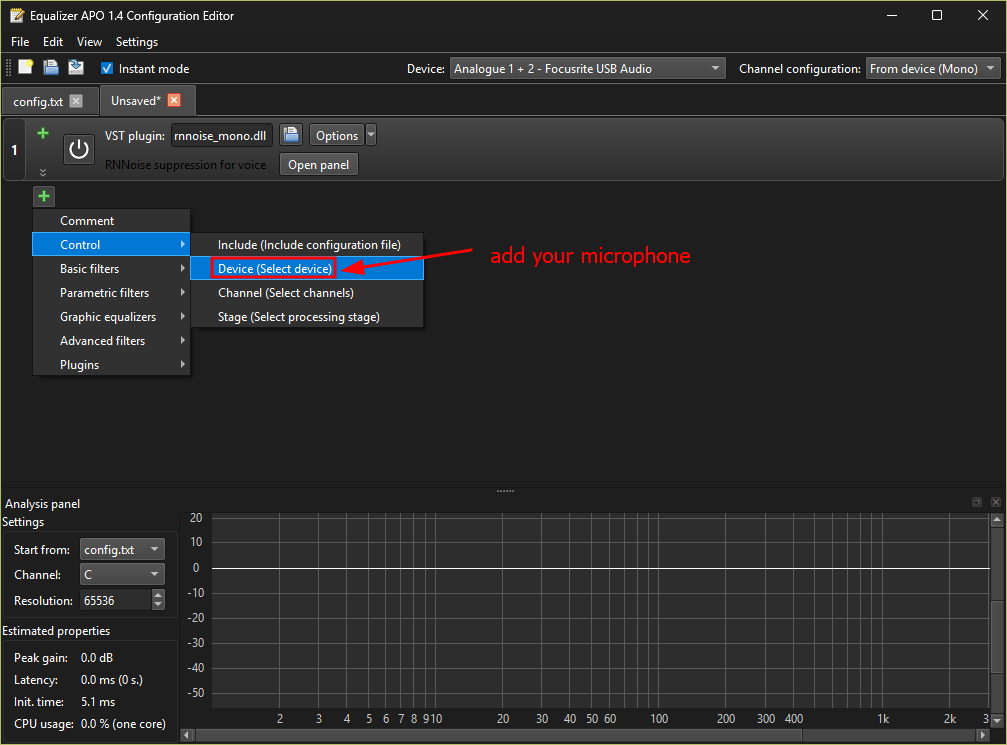 Equalizer APO 1.4 Configuration Editor
File Edit View Settings
Instant mode Device: Analogue 1 + 2 - Focusrite USB Audio Channel configuration: From device (Mono)
config.txt Unsaved*
1 VST plugin: rnnoise_mono.dll Options
RNNoise suppression for voice Open panel
Comment
Control Include (Include configuration file)
add your microphone
Basic filters Device (Select device)
Parametric filters Channel (Select channels)
Graphic equalizers Stage (Select processing stage)
Advanced filters
Plugins
Analysis panel
Settings
Start from: config.txt
Channel: C
Resolution: 65536
Estimated properties
Peak gain: 0.0 dB
Latency: 0.0 ms (0 s.)
Init. time: 5.1 ms
CPU usage: 0.0 % (one core)
20
10
0
-10
-20
-30
-40
-50
2 3 4 5 6 7 8 9 10 20 30 40 50 60 100 200 300 400 1k 2k 3